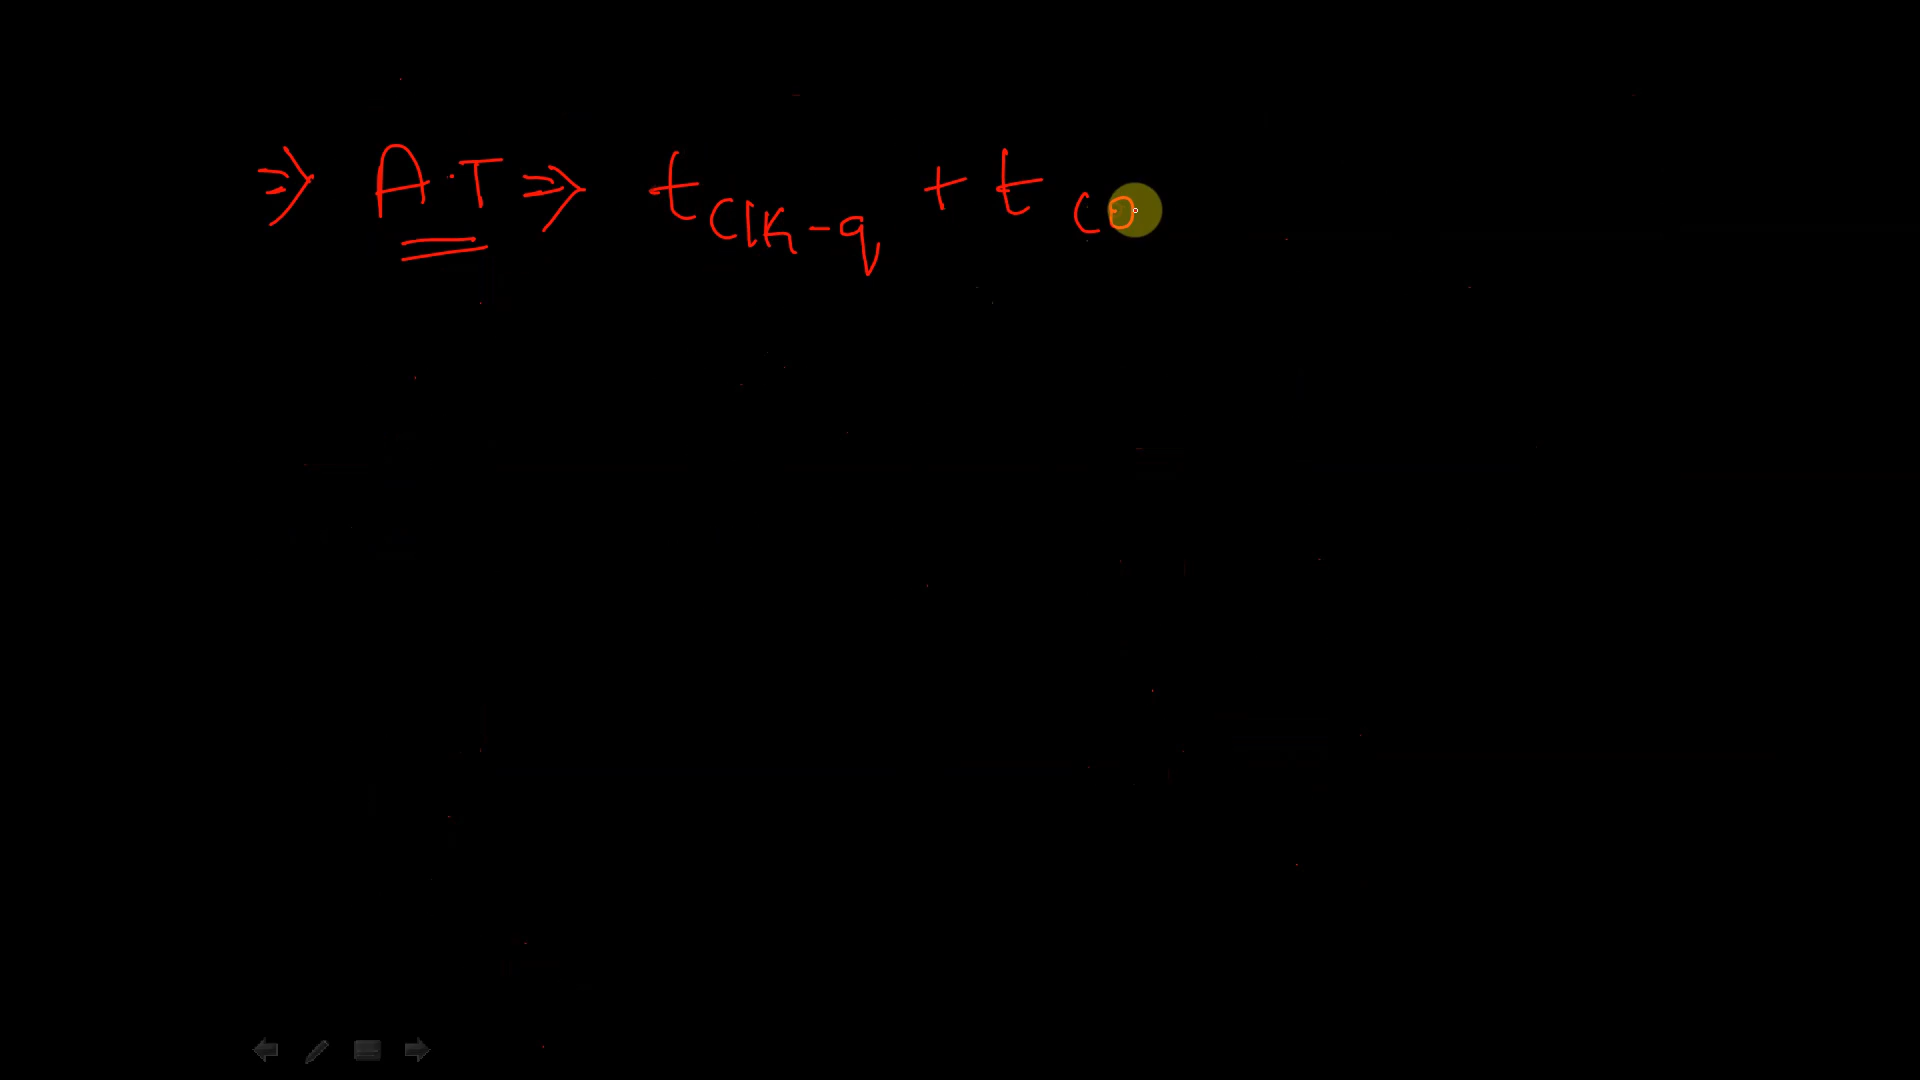 ⇒ A.T ⇒ t clk-q + t co